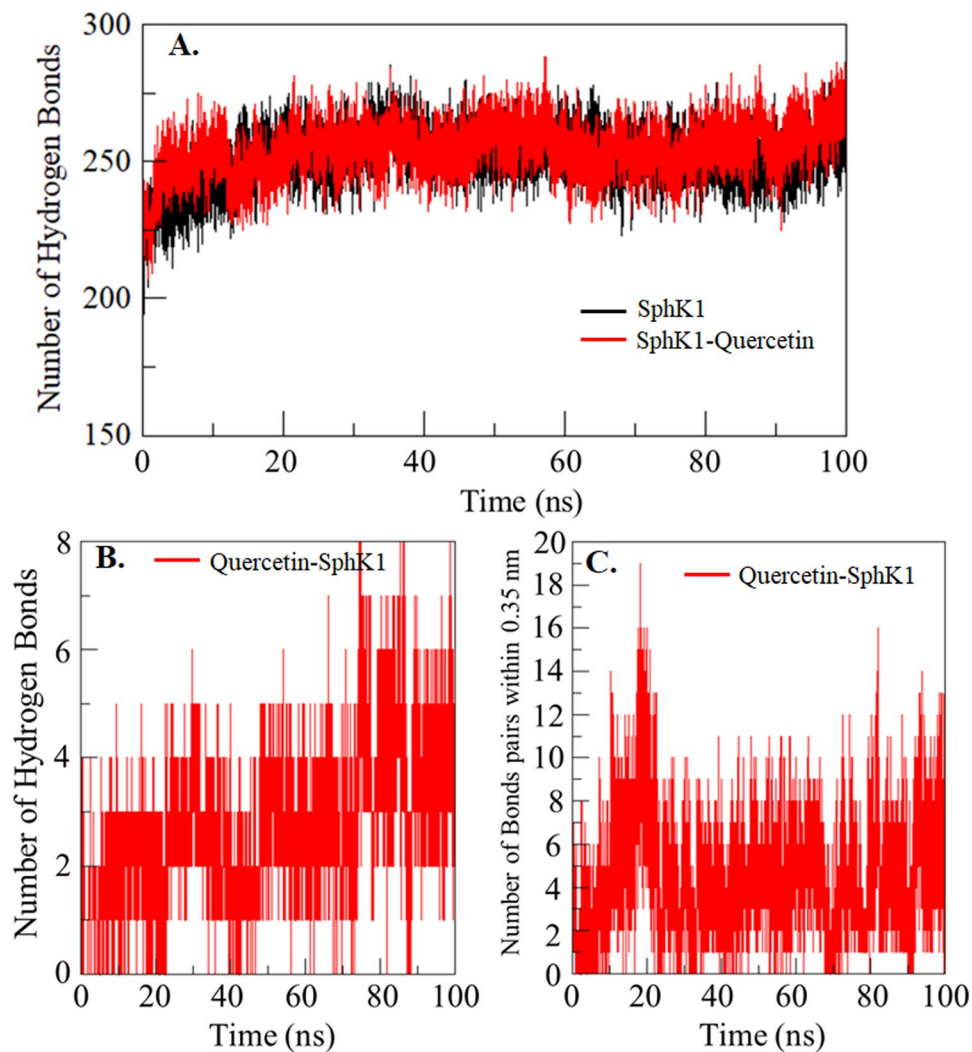 A.
Number of Hydrogen Bonds
300
250
200
150
SphK1
SphK1-Quercetin
0 20 40 60 80 100
Time (ns)
B.
Quercetin-SphK1
Number of Hydrogen Bonds
8
6
4
2
0
0 20 40 60 80 100
Time (ns)
C.
Quercetin-SphK1
Number of Bonds pairs within 0.35 nm
20
18
16
14
12
10
8
6
4
2
0
0 20 40 60 80 100
Time (ns)